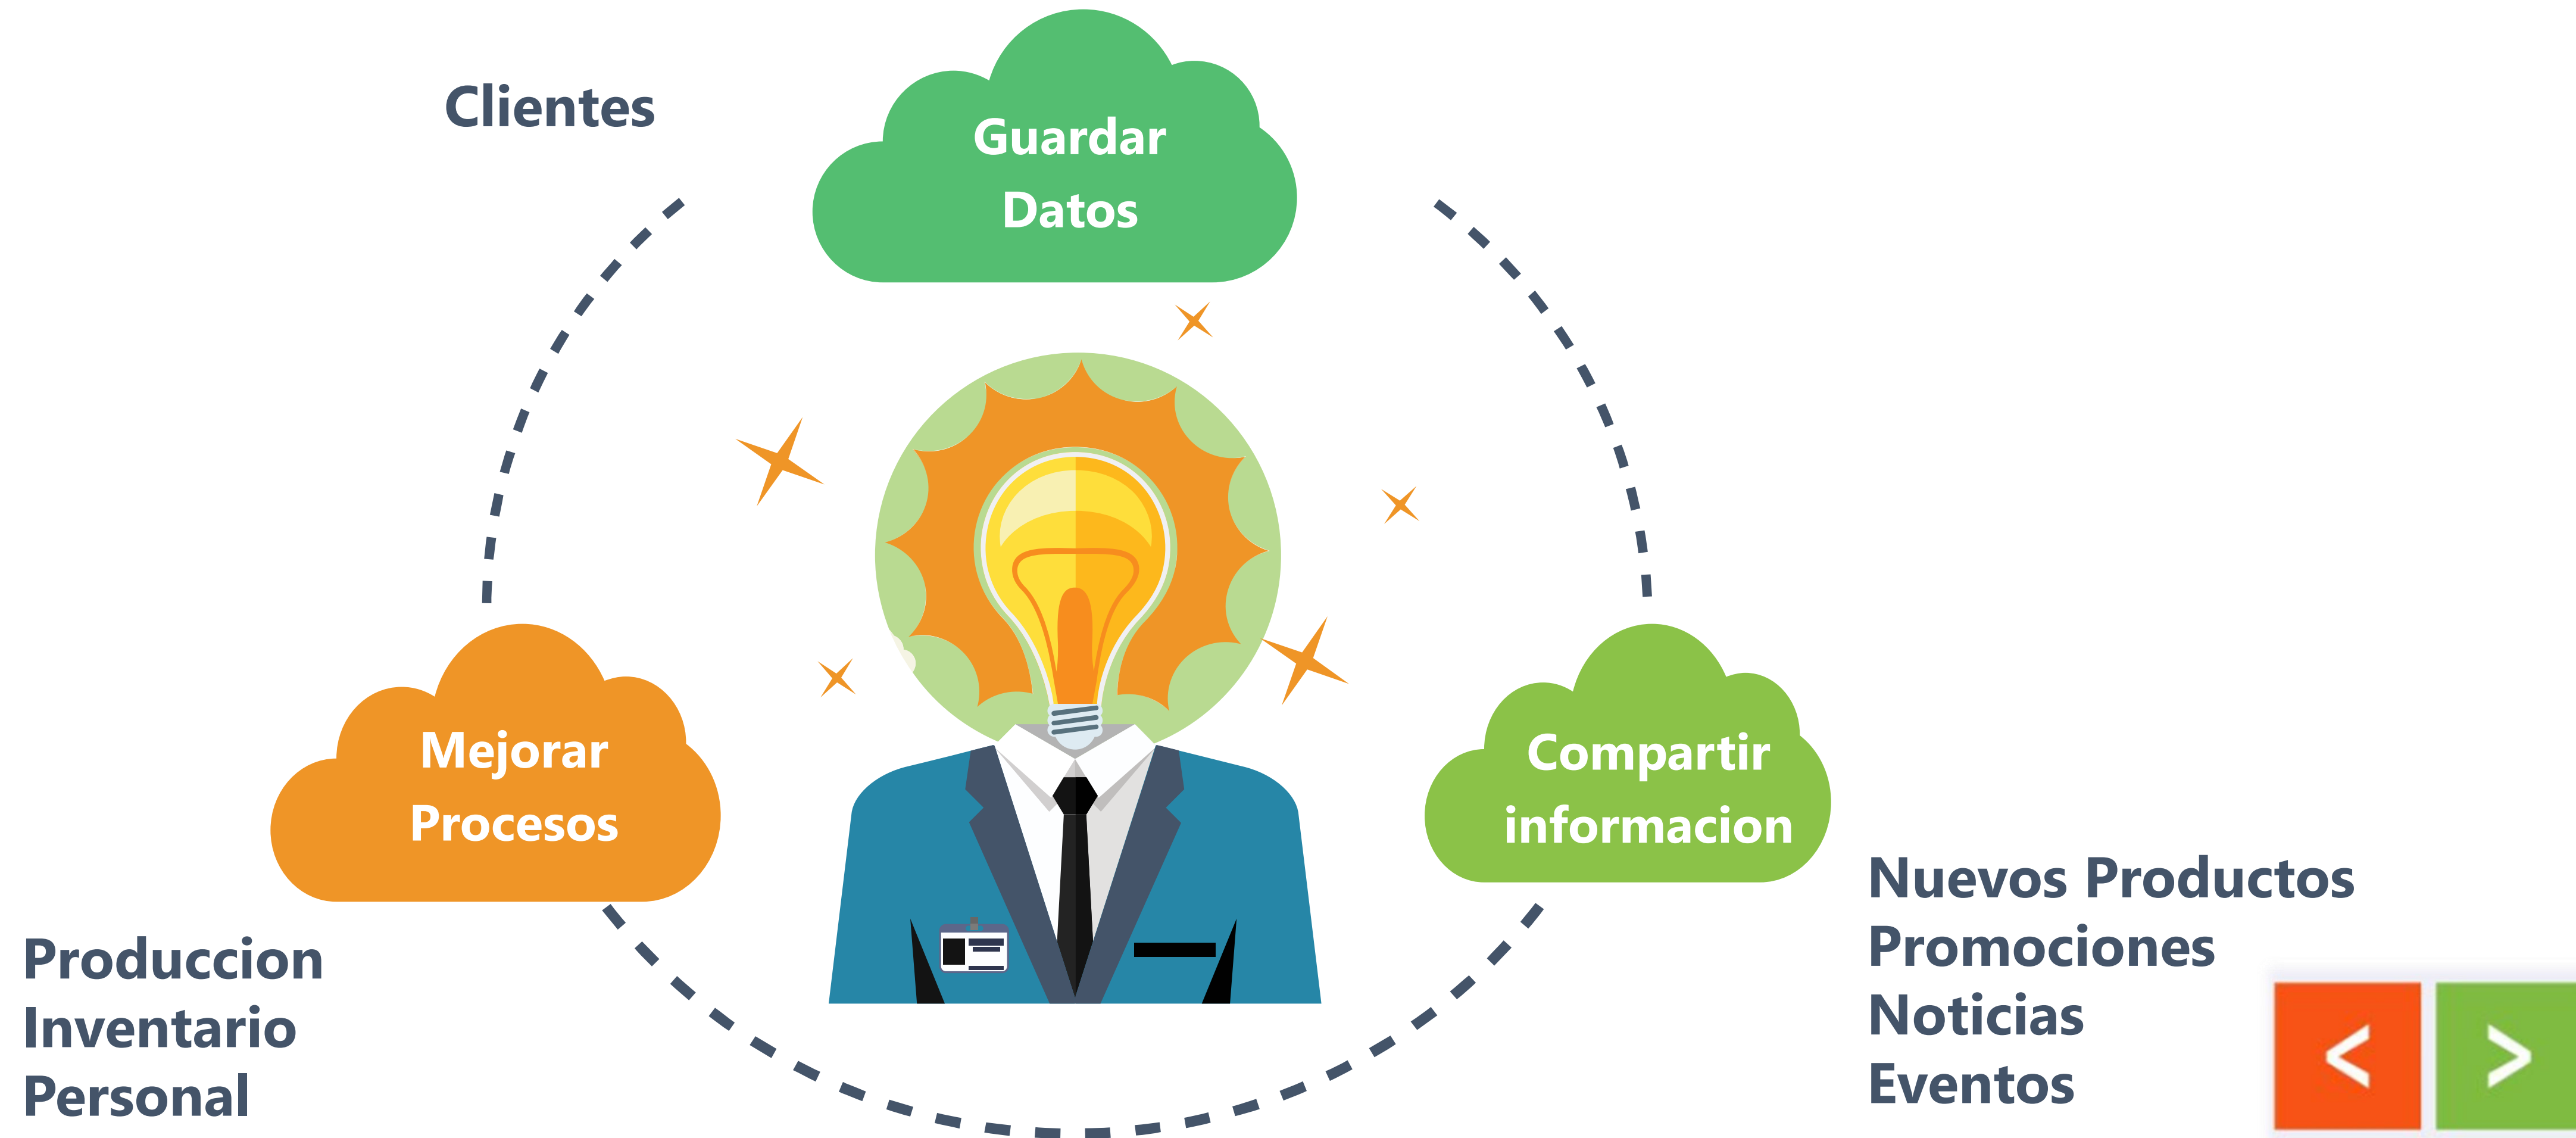 Clientes
Guardar
Datos
Mejorar
Procesos
Compartir
informacion
Produccion
Inventario
Personal
Nuevos Productos
Promociones
Noticias
Eventos
< >